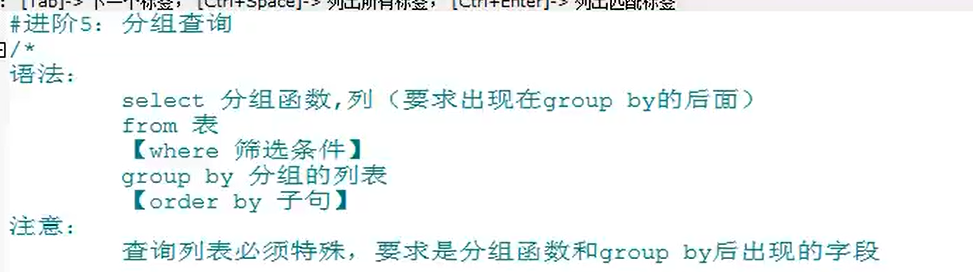 : [Tab]-> 下一个标签, [Ctrl+Space]-> 列出所有标签, [Ctrl+Enter]-> 列出匹配标签
#进阶5：分组查询
/*
语法：
select 分组函数,列（要求出现在group by的后面）
from 表
【where 筛选条件】
group by 分组的列表
【order by 子句】
注意：
查询列表必须特殊，要求是分组函数和group by后出现的字段